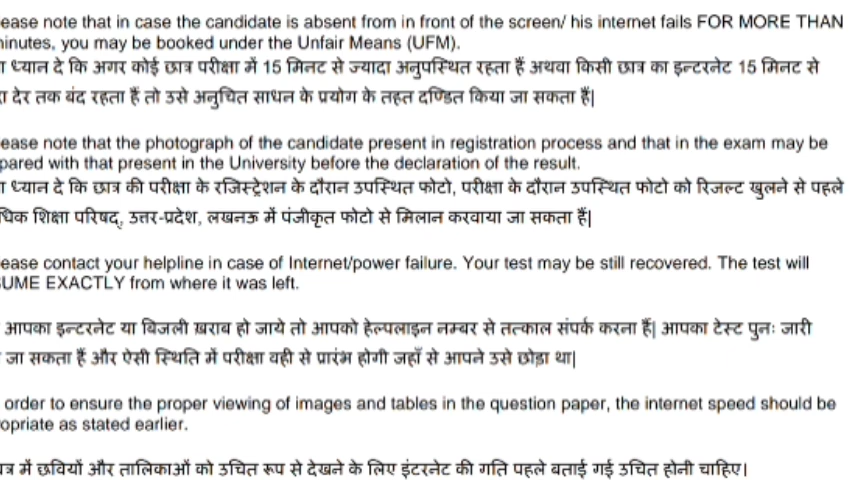 ease note that in case the candidate is absent from in front of the screen/ his internet fails FOR MORE THAN
inutes, you may be booked under the Unfair Means (UFM).
ा ध्यान दे कि अगर कोई छात्र परीक्षा में 15 मिनट से ज्यादा अनुपस्थित रहता हैं अथवा किसी छात्र का इन्टरनेट 15 मिनट से
ा देर तक बंद रहता हैं तो उसे अनुचित साधन के प्रयोग के तहत दण्डित किया जा सकता हैं|
ease note that the photograph of the candidate present in registration process and that in the exam may be
pared with that present in the University before the declaration of the result.
ा ध्यान दे कि छात्र की परीक्षा के रजिस्ट्रेशन के दौरान उपस्थित फोटो, परीक्षा के दौरान उपस्थित फोटो को रिजल्ट खुलने से पहले
धिक शिक्षा परिषद्, उत्तर-प्रदेश, लखनऊ में पंजीकृत फोटो से मिलान करवाया जा सकता हैं|
ease contact your helpline in case of Internet/power failure. Your test may be still recovered. The test will
UME EXACTLY from where it was left.
आपका इन्टरनेट या बिजली ख़राब हो जाये तो आपको हेल्पलाइन नम्बर से तत्काल संपर्क करना हैं| आपका टेस्ट पुनः जारी
जा सकता हैं और ऐसी स्थिति में परीक्षा वही से प्रारंभ होगी जहाँ से आपने उसे छोड़ा था|
order to ensure the proper viewing of images and tables in the question paper, the internet speed should be
opriate as stated earlier.
त्र में छवियों और तालिकाओं को उचित रूप से देखने के लिए इंटरनेट की गति पहले बताई गई उचित होनी चाहिए।